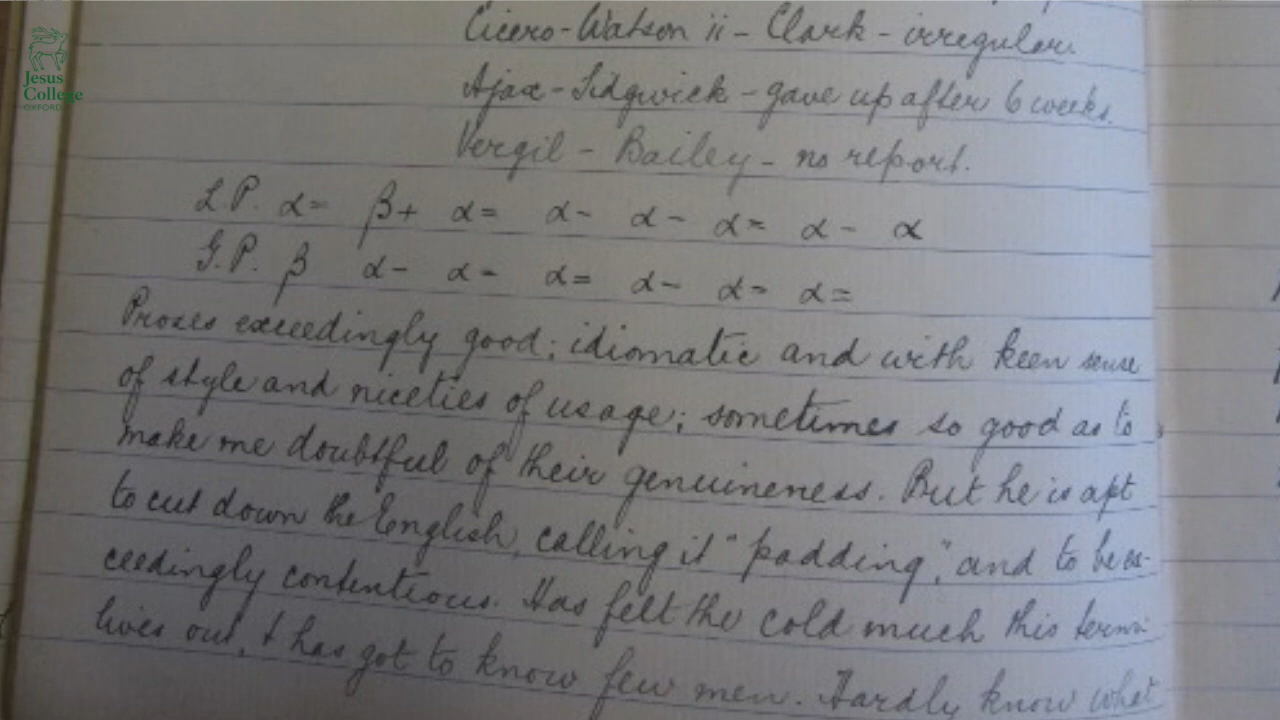 Jesus
College
OXFORD
Cicero-Watson ii - Clark - irregular.
Ajax - Sidgwick - gave up after 6 weeks.
Vergil - Bailey - no report.
L.P. α= β+ α= α- α- α= α- α
G.P. β α- α- α= α- α= α=
Proses exceedingly good; idiomatic and with keen sense
of style and niceties of usage; sometimes so good as to
make me doubtful of their genuineness. But he is apt
to cut down the English, calling it "padding", and to be ex-
ceedingly contentious. Has felt the cold much this term:
lives out, & has got to know few men. Hardly know what